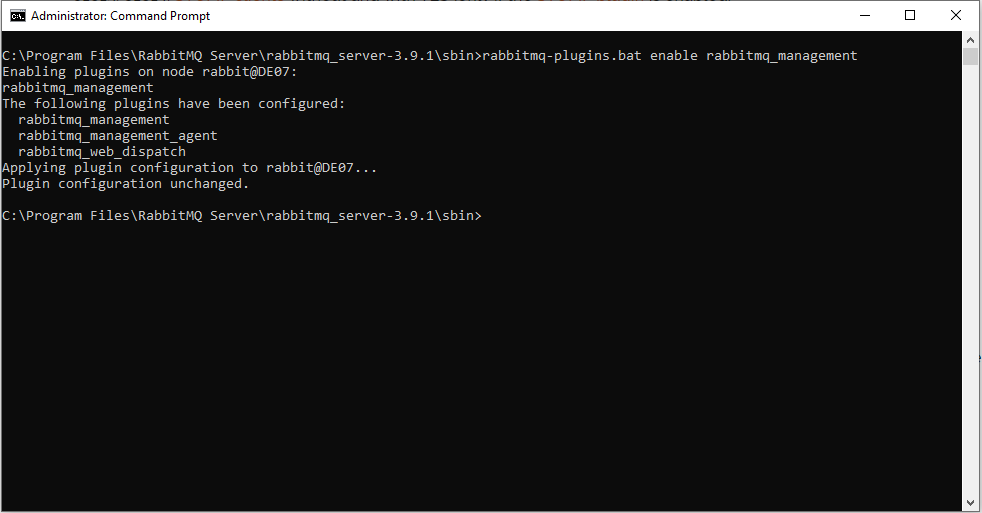 Administrator: Command Prompt
C:\Program Files\RabbitMQ Server\rabbitmq_server-3.9.1\sbin>rabbitmq-plugins.bat enable rabbitmq_management
Enabling plugins on node rabbit@DE07:
rabbitmq_management
The following plugins have been configured:
  rabbitmq_management
  rabbitmq_management_agent
  rabbitmq_web_dispatch
Applying plugin configuration to rabbit@DE07...
Plugin configuration unchanged.
C:\Program Files\RabbitMQ Server\rabbitmq_server-3.9.1\sbin>